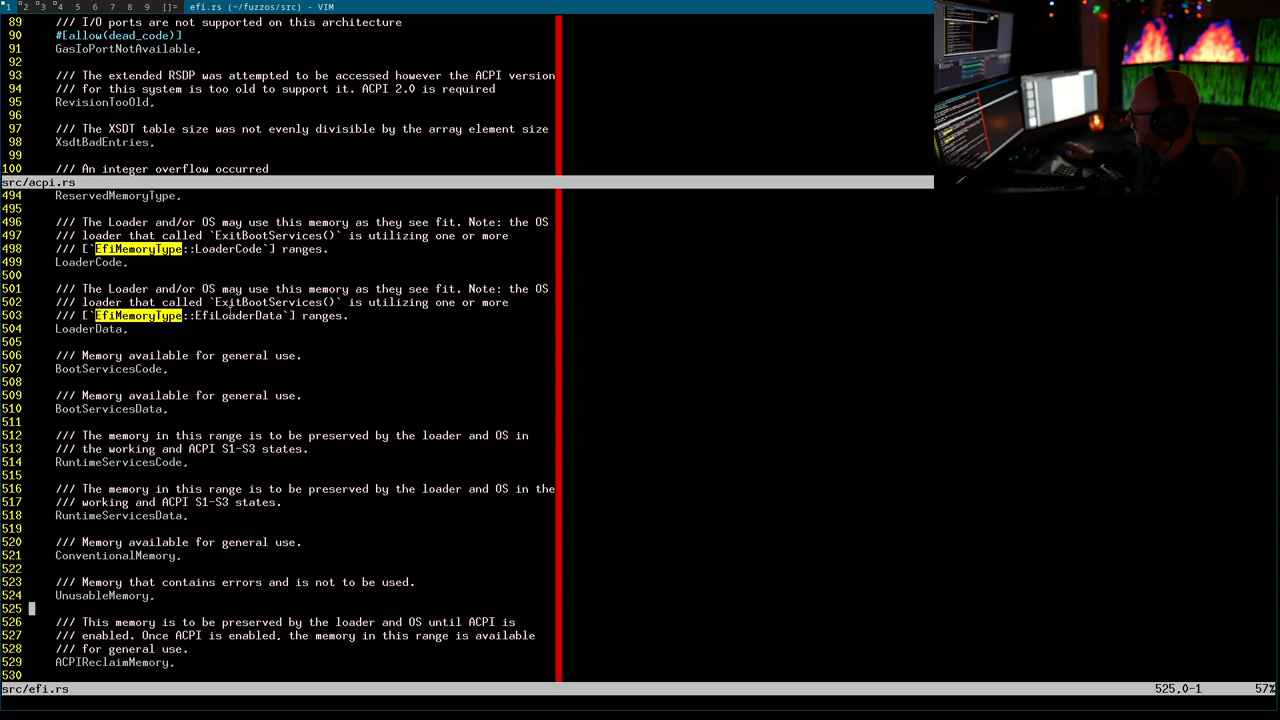 1 2 3 4 5 6 7 8 9 []= efi.rs (~/fuzzos/src) - VIM
89 /// I/O ports are not supported on this architecture
90 #[allow(dead_code)]
91 GasIoPortNotAvailable,
92
93 /// The extended RSDP was attempted to be accessed however the ACPI version
94 /// for this system is too old to support it. ACPI 2.0 is required
95 RevisionTooOld,
96
97 /// The XSDT table size was not evenly divisible by the array element size
98 XsdtBadEntries,
99
100 /// An integer overflow occurred
src/acpi.rs
494 ReservedMemoryType,
495
496 /// The Loader and/or OS may use this memory as they see fit. Note: the OS
497 /// loader that called `ExitBootServices()` is utilizing one or more
498 /// [`EfiMemoryType::LoaderCode`] ranges.
499 LoaderCode,
500
501 /// The Loader and/or OS may use this memory as they see fit. Note: the OS
502 /// loader that called `ExitBootServices()` is utilizing one or more
503 /// [`EfiMemoryType::EfiLoaderData`] ranges.
504 LoaderData,
505
506 /// Memory available for general use.
507 BootServicesCode,
508
509 /// Memory available for general use.
510 BootServicesData,
511
512 /// The memory in this range is to be preserved by the loader and OS in
513 /// the working and ACPI S1-S3 states.
514 RuntimeServicesCode,
515
516 /// The memory in this range is to be preserved by the loader and OS in the
517 /// working and ACPI S1-S3 states.
518 RuntimeServicesData,
519
520 /// Memory available for general use.
521 ConventionalMemory,
522
523 /// Memory that contains errors and is not to be used.
524 UnusableMemory,
525
526 /// This memory is to be preserved by the loader and OS until ACPI is
527 /// enabled. Once ACPI is enabled, the memory in this range is available
528 /// for general use.
529 ACPIReclaimMemory,
530
src/efi.rs 525,0-1 57%